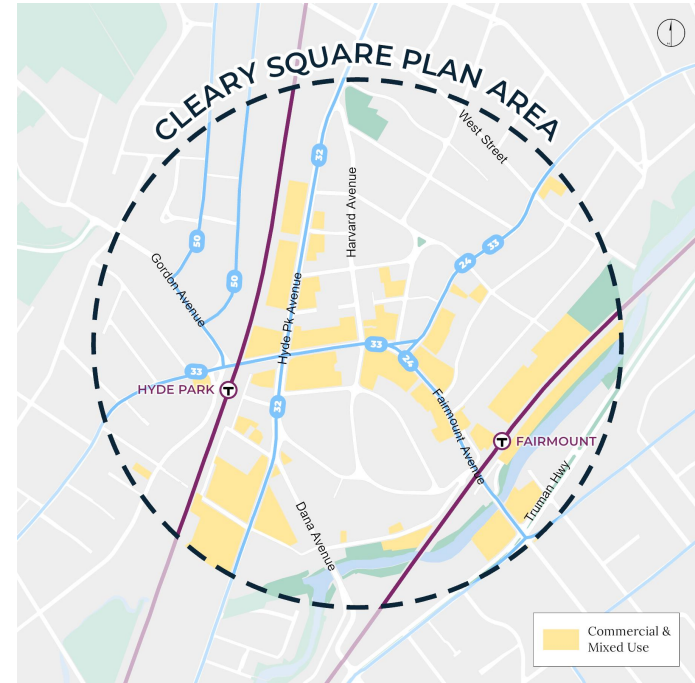 CLEARY SQUARE PLAN AREA
West Street
32
Harvard Avenue
50
33
24
Gordon Avenue
50
Hyde Pk Avenue
33
24
33
HYDE PARK
T
32
Fairmount Avenue
T
FAIRMOUNT
Truman Hwy
Dana Avenue
Commercial &
Mixed Use